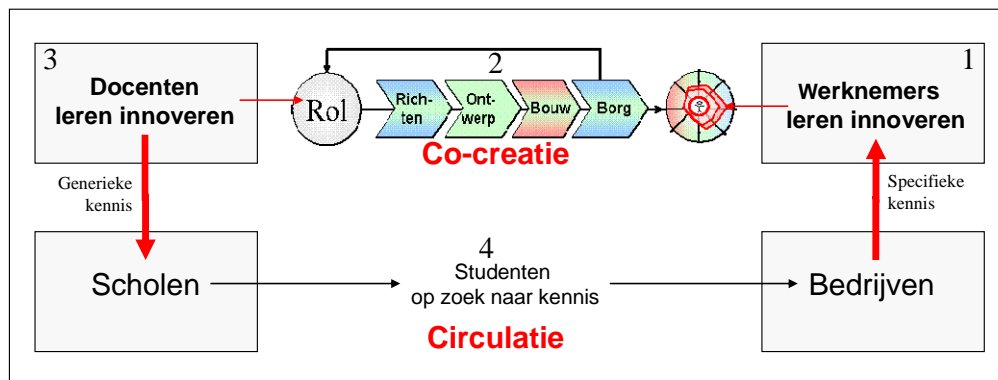 3
Docenten
leren innoveren
2
Rol
Rich-
ten
Ont-
werp
Bouw
Borg
Co-creatie
1
Werknemers
leren innoveren
Generieke
kennis
Specifieke
kennis
Scholen
4
Studenten
op zoek naar kennis
Bedrijven
Circulatie